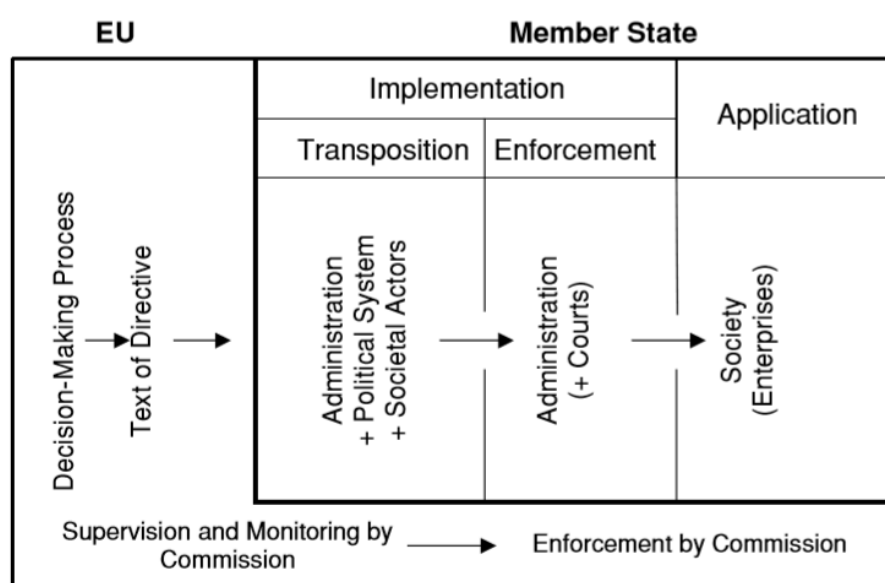 EU
Member State
Implementation
Application
Transposition
Enforcement
Decision-Making Process
Text of Directive
Administration
+ Political System
+ Societal Actors
Administration
(+ Courts)
Society
(Enterprises)
Supervision and Monitoring by
Commission
Enforcement by Commission